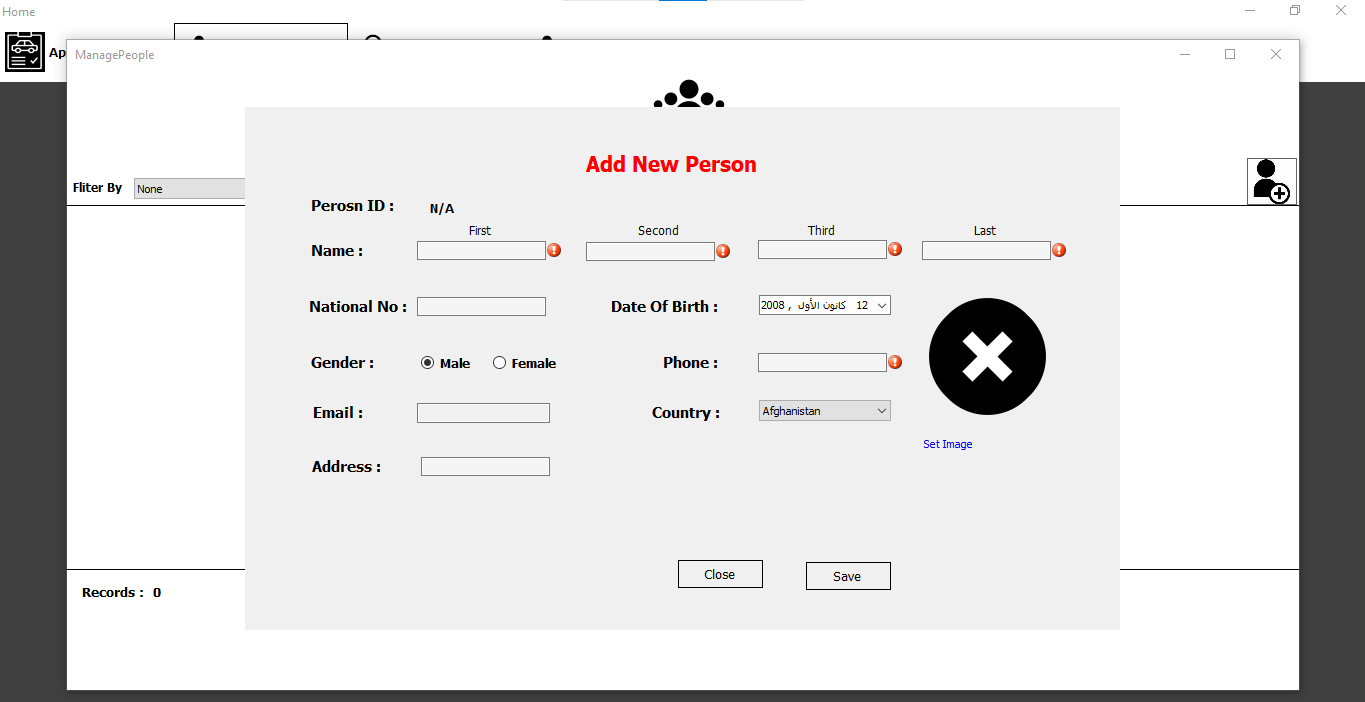 Home
Ap
ManagePeople
Add New Person
Fliter By None
Perosn ID : N/A
First Second Third Last
Name :
National No : Date Of Birth : 12 كانون الأول , 2008
Gender : Male Female Phone :
Email : Country : Afghanistan
Set Image
Address :
Close Save
Records : 0